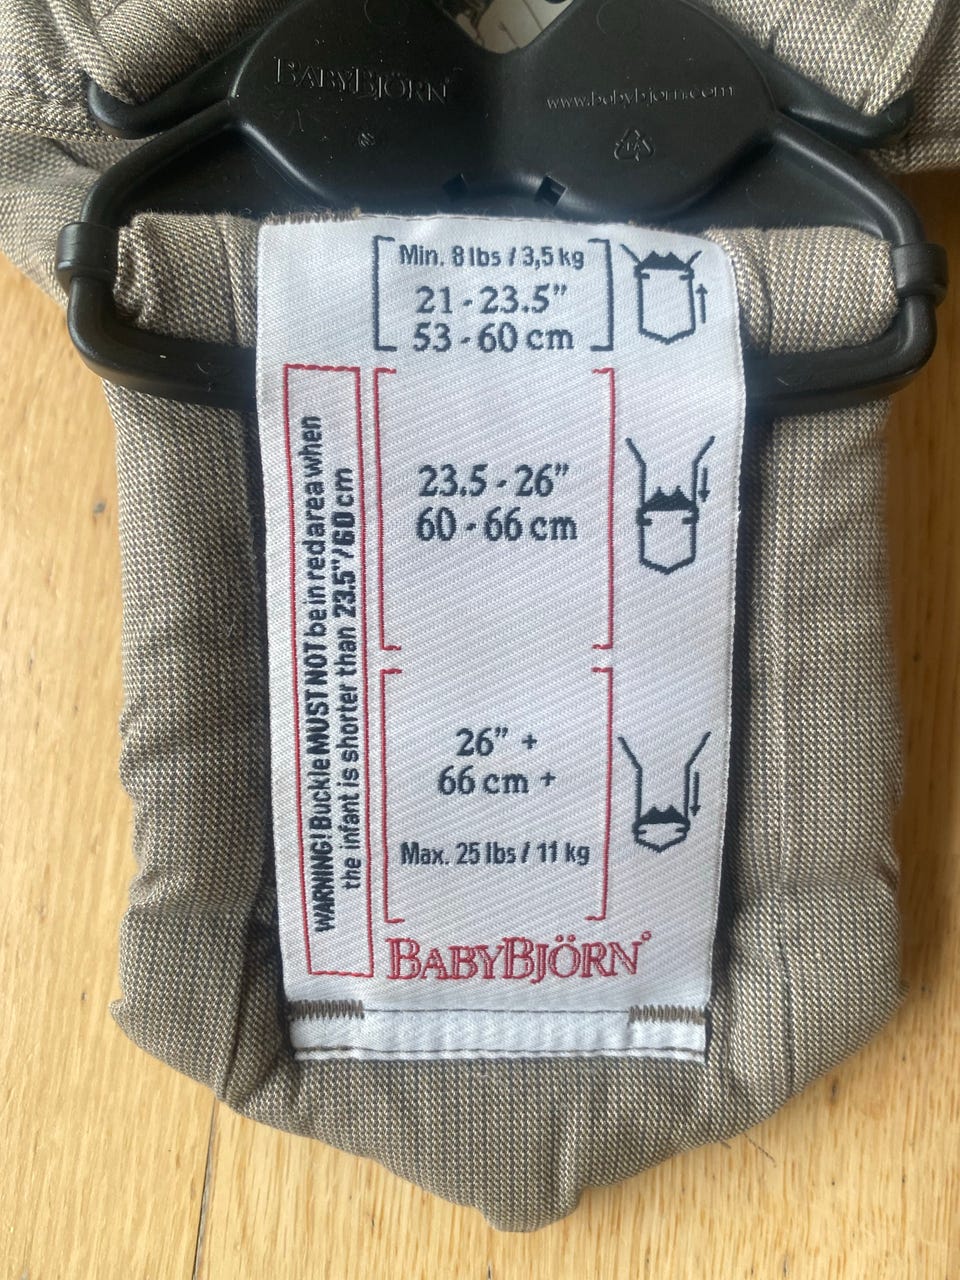 BABYBJÖRN
www.babybjorn.com
Min. 8 lbs / 3,5 kg
21 - 23.5"
53 - 60 cm
WARNING! Buckle MUST NOT be in red area when
the infant is shorter than 23.5"/60 cm
23.5 - 26"
60 - 66 cm
26" +
66 cm +
Max. 25 lbs / 11 kg
BABYBJÖRN